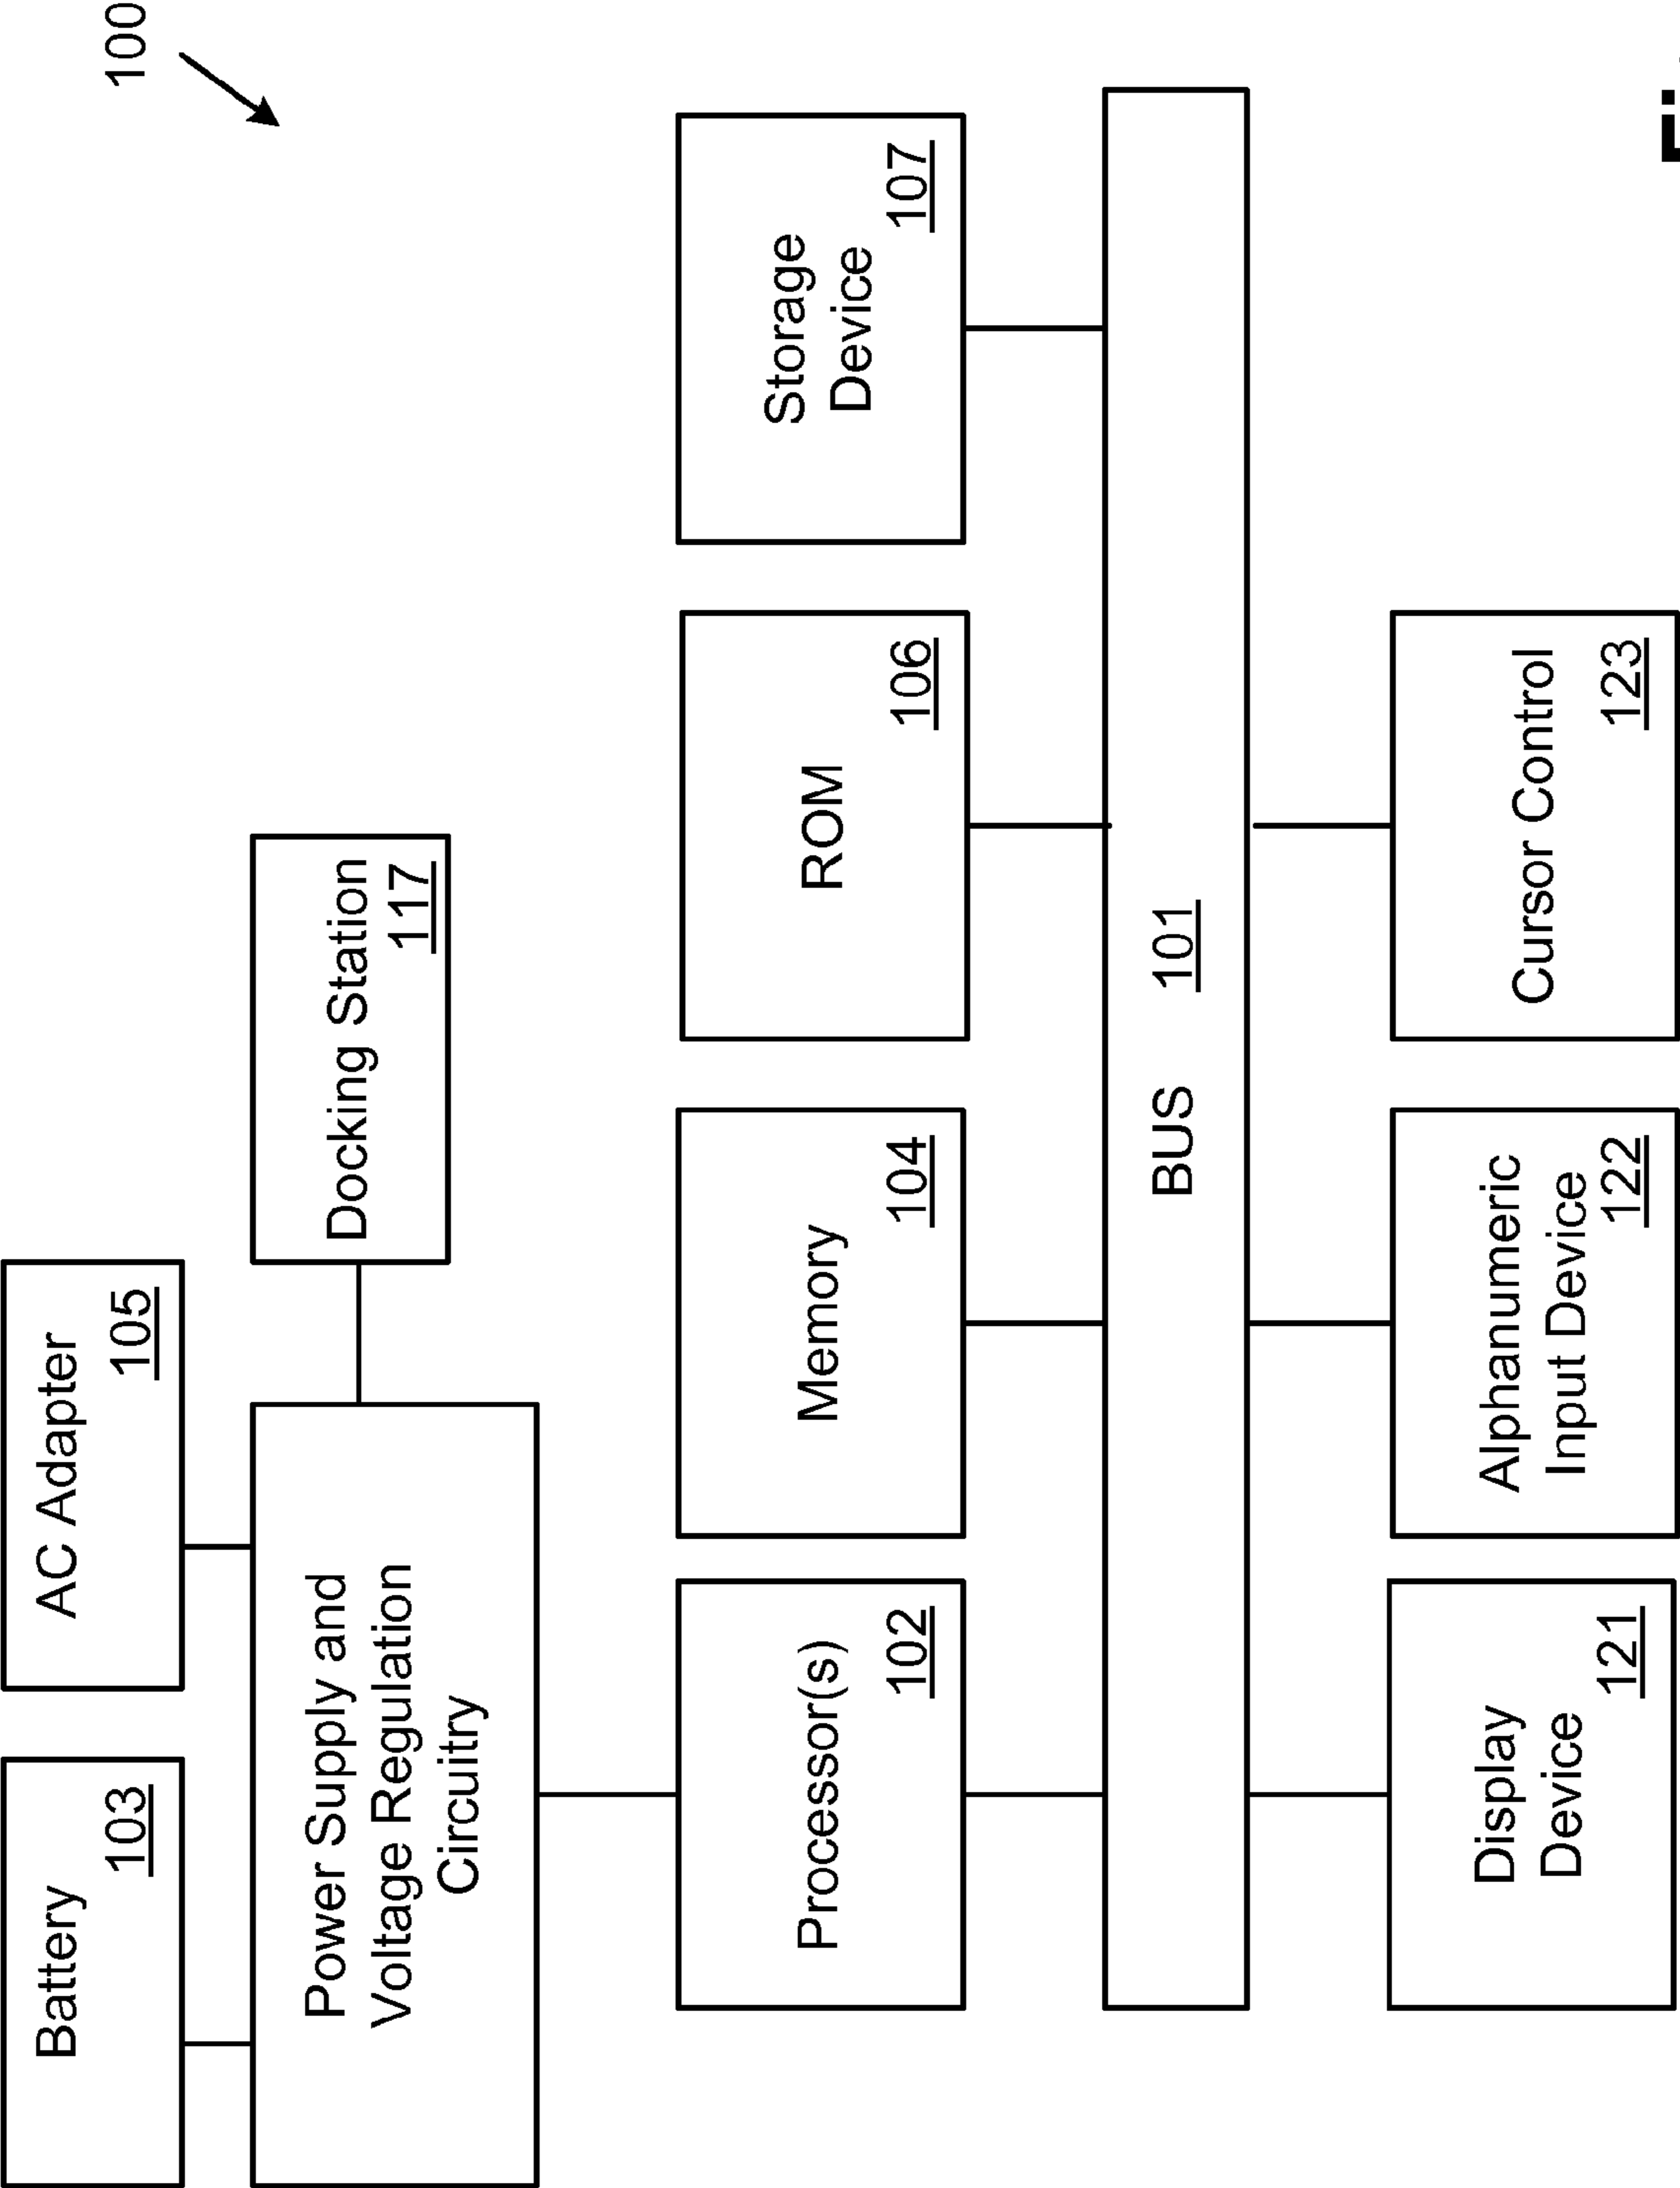 100
Battery
103
AC Adapter
105
Power Supply and
Voltage Regulation
Circuitry
Docking Station
117
Processor(s)
102
Memory
104
ROM
106
Storage
Device
107
BUS 101
Display
Device
121
Alphanumeric
Input Device
122
Cursor Control
123